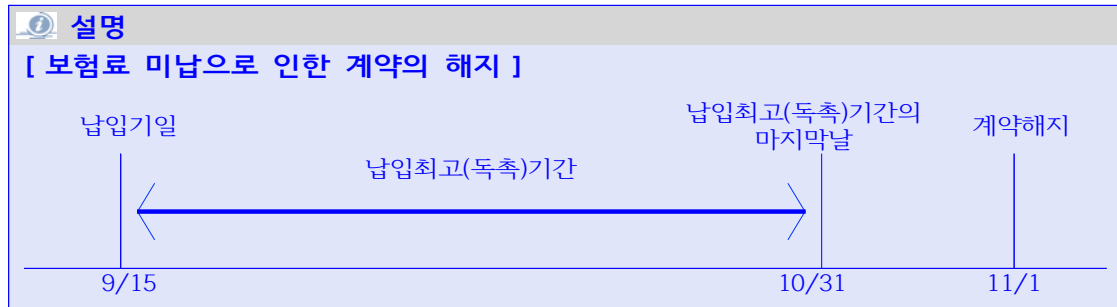 설명
[ 보험료 미납으로 인한 계약의 해지 ]
납입기일
납입최고(독촉)기간
납입최고(독촉)기간의
마지막날
계약해지
9/15
10/31
11/1